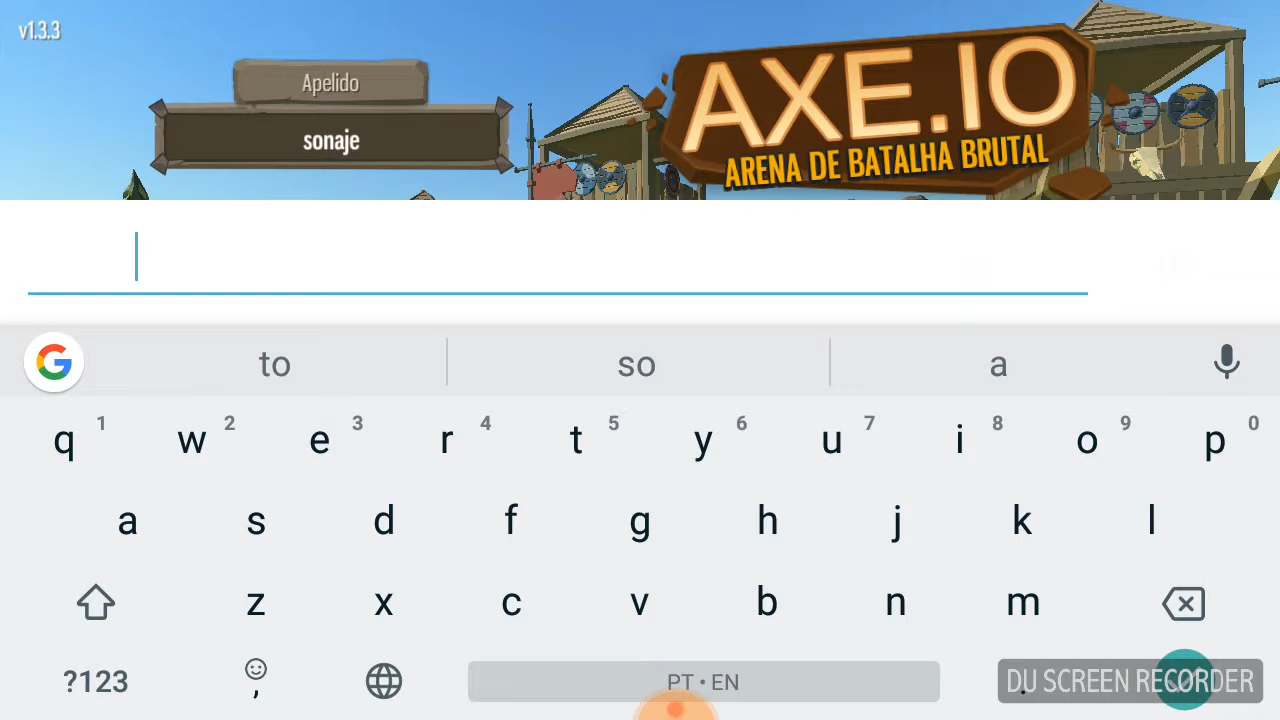 v1.3.3
Apelido
sonaje
AXE.IO
ARENA DE BATALHA BRUTAL
to so a
q 1 w 2 e 3 r 4 t 5 y 6 u 7 i 8 o 9 p 0
a s d f g h j k l
z x c v b n m
?123 , PT • EN .
DU SCREEN RECORDER